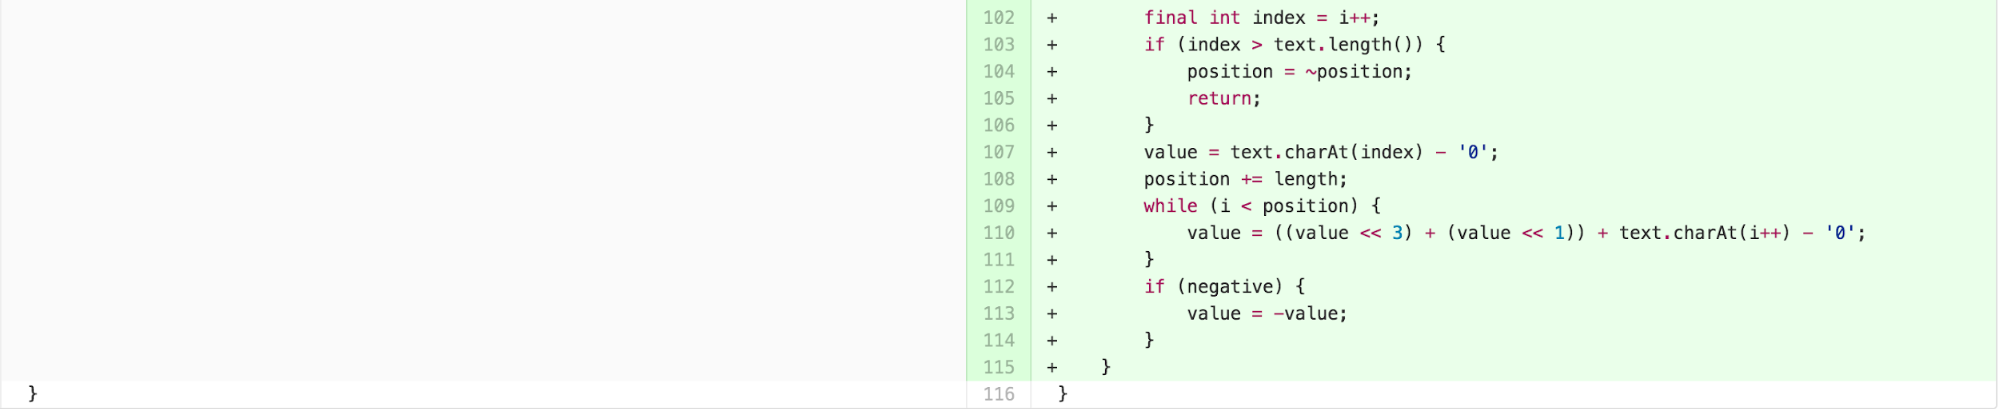 102 +         final int index = i++;
103 +         if (index > text.length()) {
104 +             position = ~position;
105 +             return;
106 +         }
107 +         value = text.charAt(index) - '0';
108 +         position += length;
109 +         while (i < position) {
110 +             value = ((value << 3) + (value << 1)) + text.charAt(i++) - '0';
111 +         }
112 +         if (negative) {
113 +             value = -value;
114 +         }
115 +     }
} 116 }